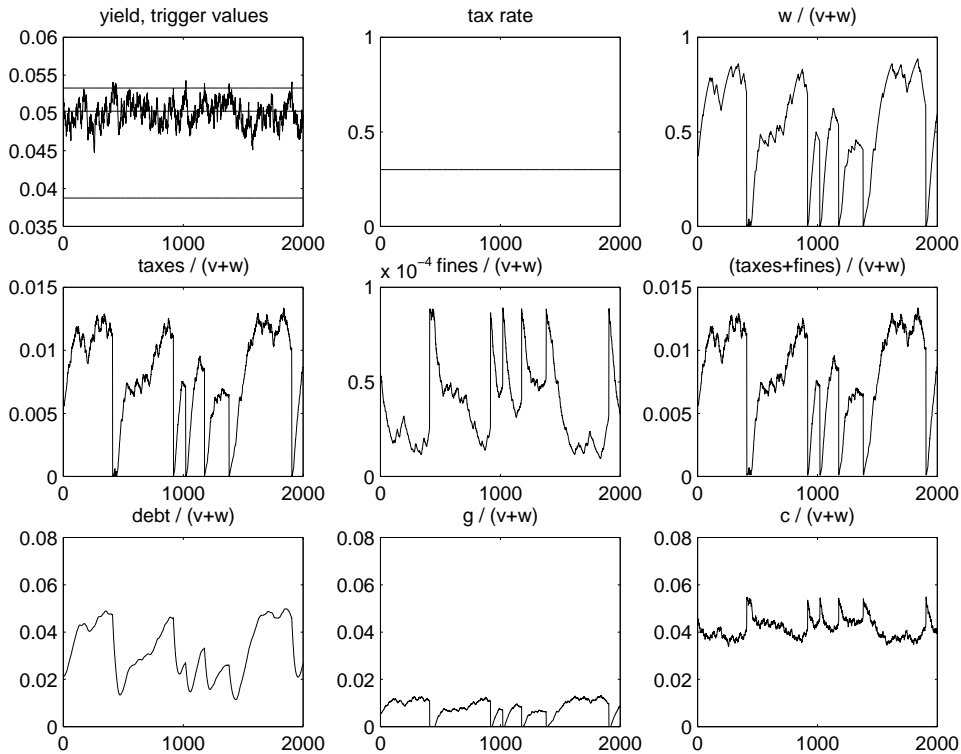 yield, trigger values
0.06
0.055
0.05
0.045
0.04
0.035
0 1000 2000
tax rate
1
0.5
0
0 1000 2000
w / (v+w)
1
0.5
0
0 1000 2000
taxes / (v+w)
0.015
0.01
0.005
0
0 1000 2000
x 10^-4 fines / (v+w)
1
0.5
0
0 1000 2000
(taxes+fines) / (v+w)
0.015
0.01
0.005
0
0 1000 2000
debt / (v+w)
0.08
0.06
0.04
0.02
0
0 1000 2000
g / (v+w)
0.08
0.06
0.04
0.02
0
0 1000 2000
c / (v+w)
0.08
0.06
0.04
0.02
0
0 1000 2000